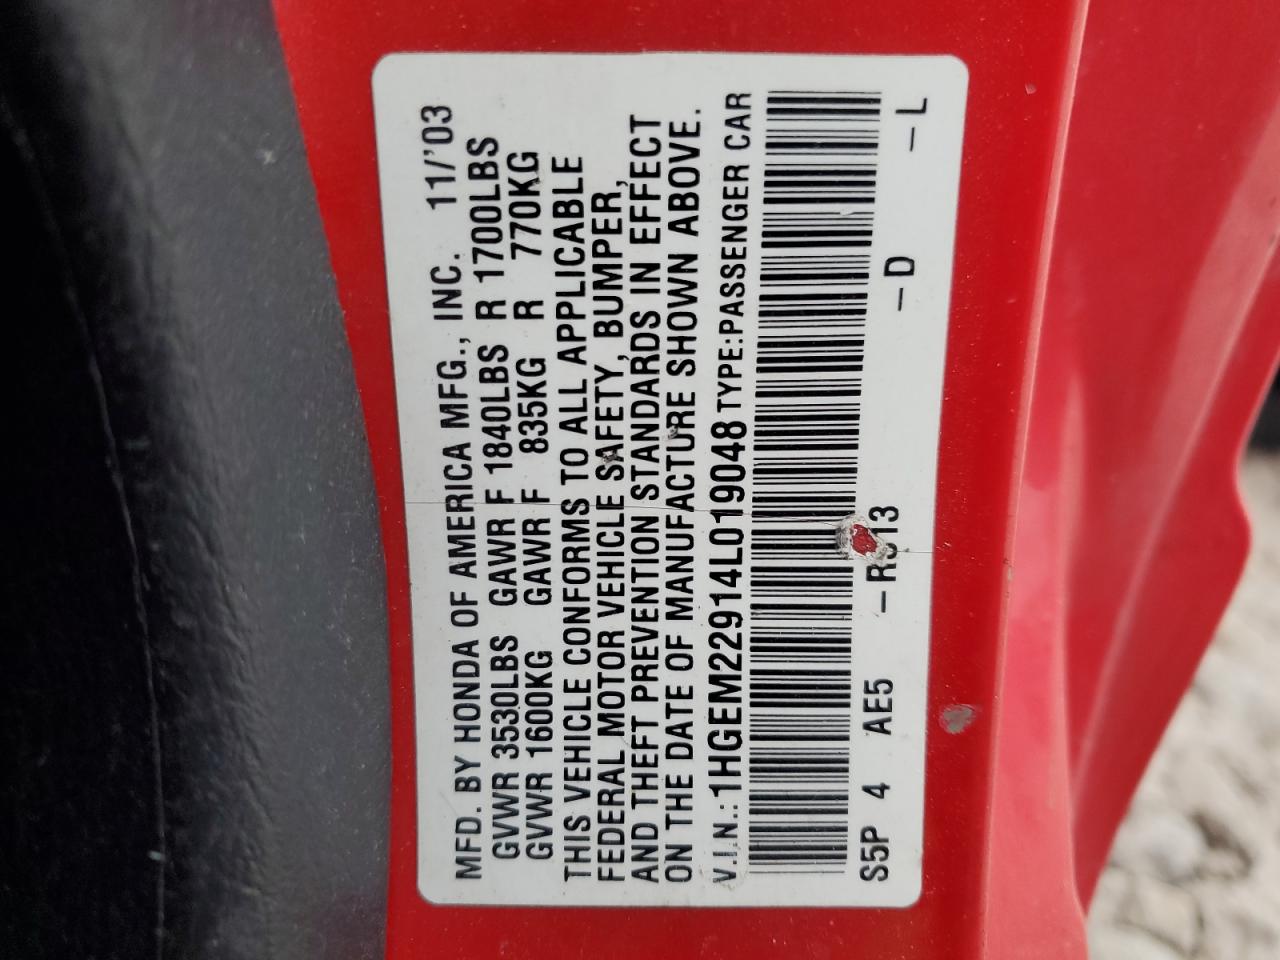 MFD. BY HONDA OF AMERICA MFG., INC. 11/'03
GVWR 3530LBS GAWR F 1840LBS R 1700LBS
GVWR 1600KG GAWR F 835KG R 770KG
THIS VEHICLE CONFORMS TO ALL APPLICABLE
FEDERAL MOTOR VEHICLE SAFETY, BUMPER,
AND THEFT PREVENTION STANDARDS IN EFFECT
ON THE DATE OF MANUFACTURE SHOWN ABOVE.
V.I.N.: 1HGEM22914L019048 TYPE:PASSENGER CAR
S5P 4 AE5 – – D – L